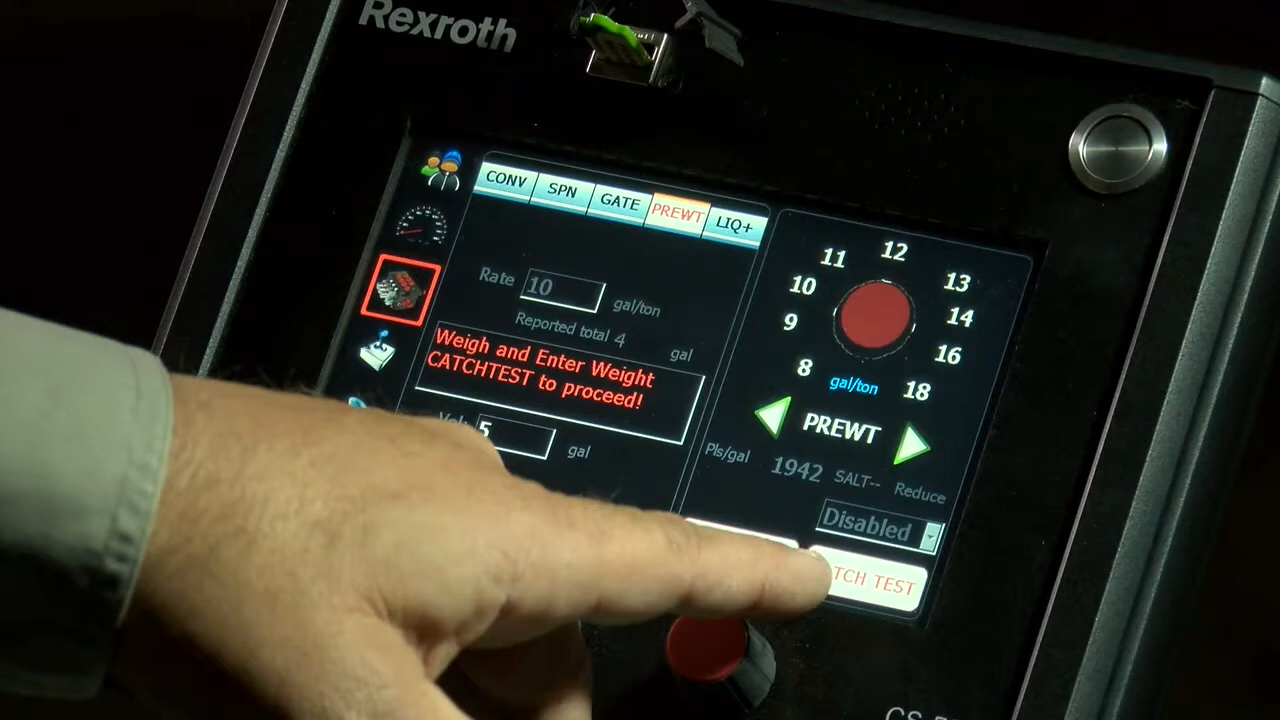 Rexroth
CONV SPN GATE PREWT LIQ+
Rate 10 gal/ton
Reported total 4 gal
Weigh and Enter Weight
CATCHTEST to proceed!
5 gal
12
11 13
10 14
9 16
8 gal/ton 18
PREWT
Pls/gal 1942 SALT-- Reduce
Disabled
TCH TEST